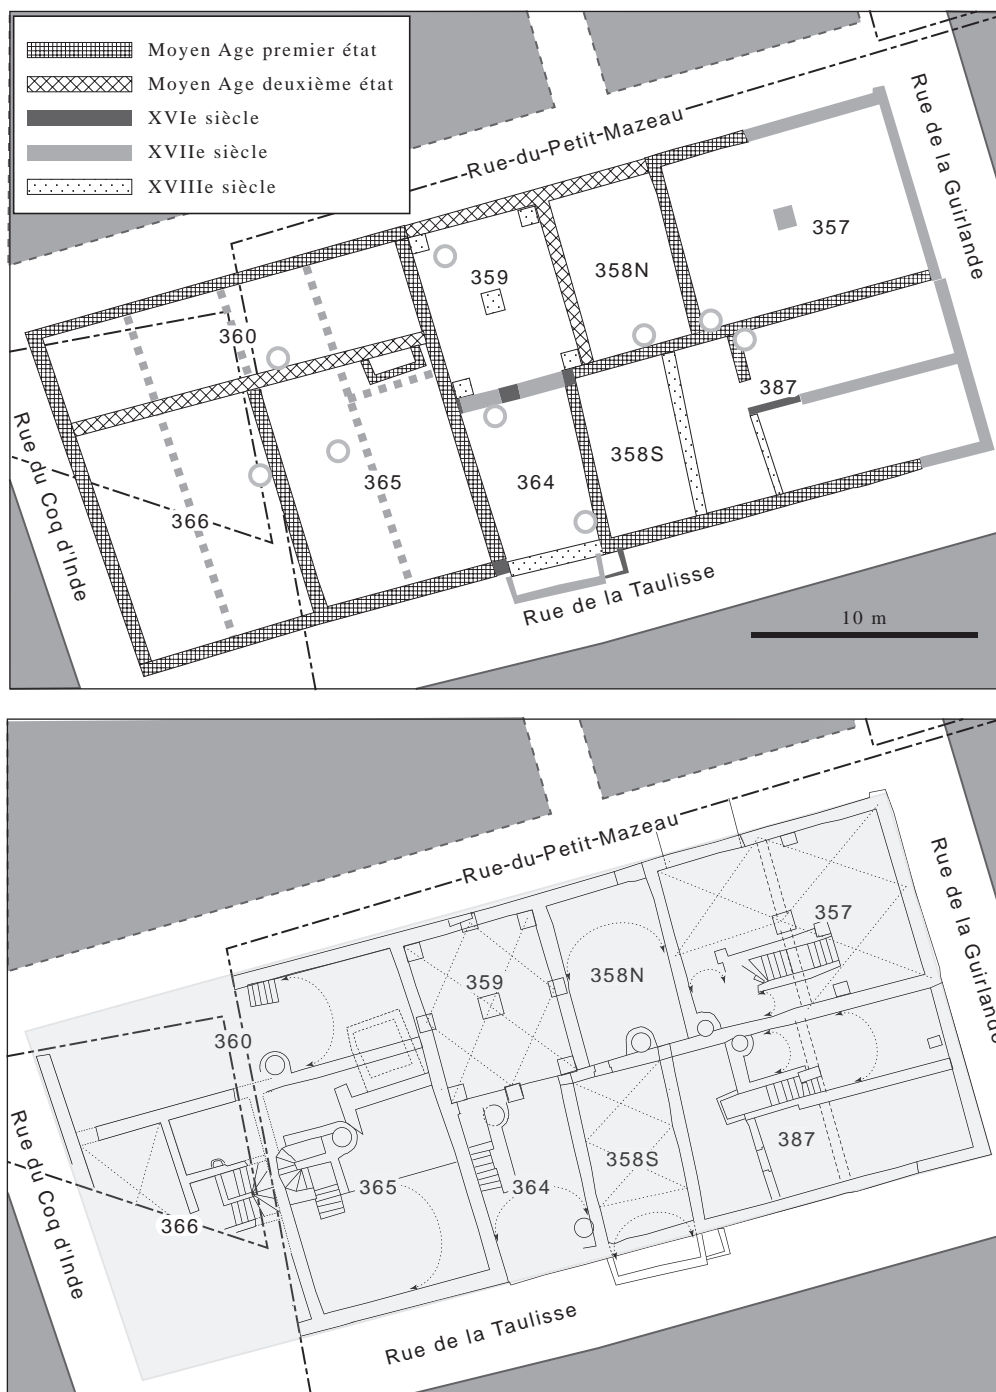 Moyen Age premier état
Moyen Age deuxième état
XVIe siècle
XVIIe siècle
XVIIIe siècle
Rue du Petit Mazeau
Rue de la Guirlande
357
359
358N
360
387
358S
365
364
366
Rue du Coq d'Inde
Rue de la Taulisse
10 m
Rue du Petit Mazeau
Rue de la Guirlande
357
359
358N
360
387
358S
365
364
366
Rue du Coq d'Inde
Rue de la Taulisse